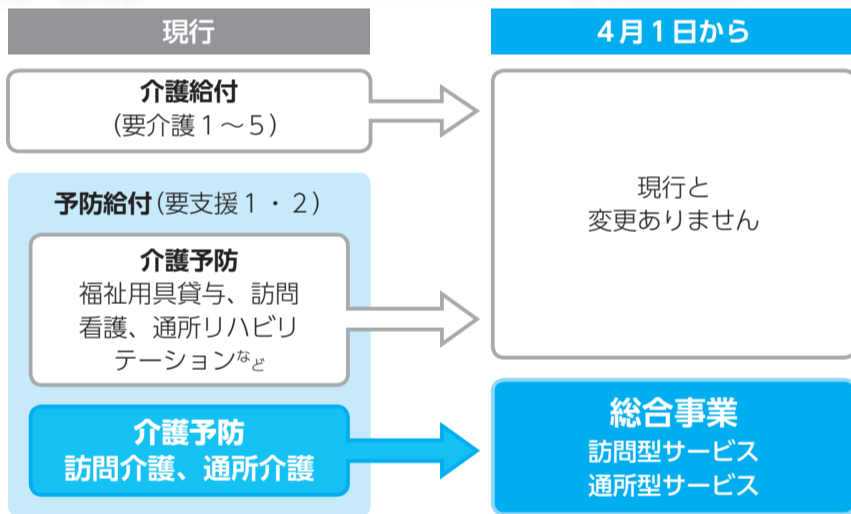 現行
4月1日から
介護給付
(要介護1~5)
現行と
変更ありません
予防給付(要支援1・2)
介護予防
福祉用具貸与、訪問
看護、通所リハビリ
テーションなど
介護予防
訪問介護、通所介護
総合事業
訪問型サービス
通所型サービス